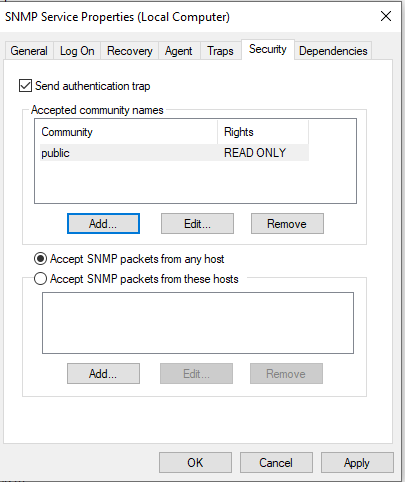 SNMP Service Properties (Local Computer)
General Log On Recovery Agent Traps Security Dependencies
Send authentication trap
Accepted community names
Community Rights
public READ ONLY
Add... Edit... Remove
Accept SNMP packets from any host
Accept SNMP packets from these hosts
Add... Edit... Remove
OK Cancel Apply